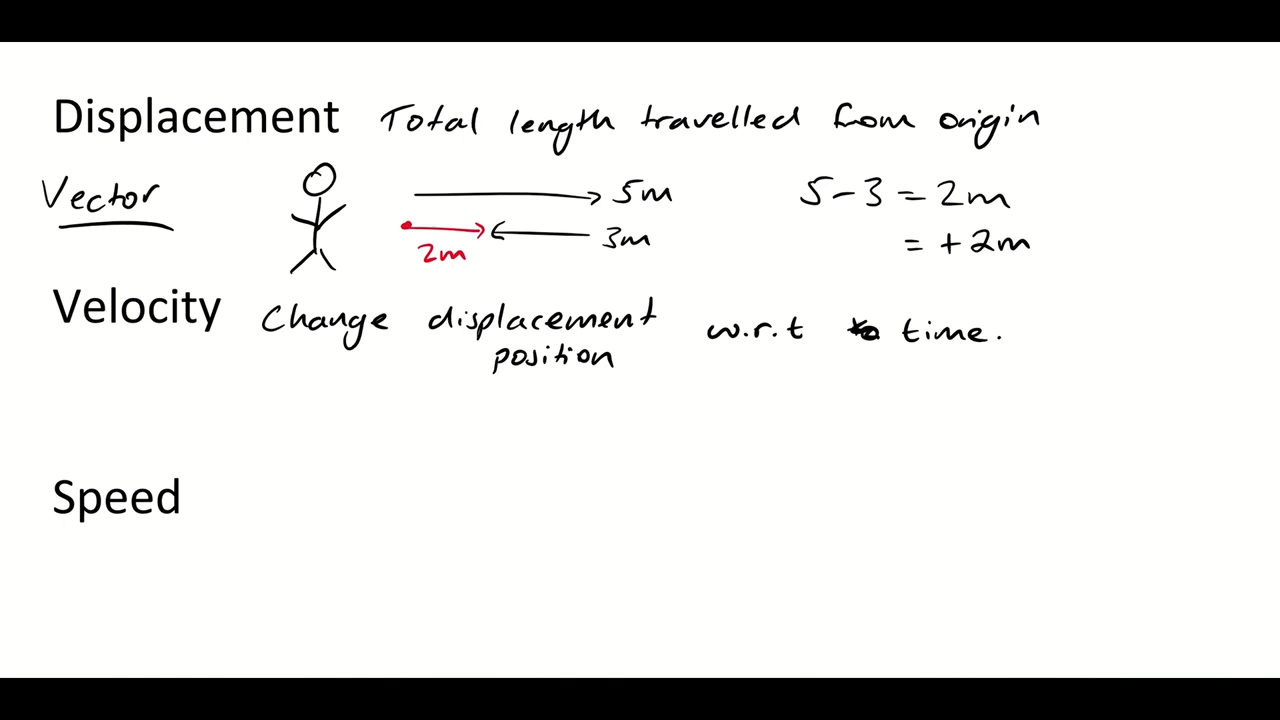 Displacement Total length travelled from origin
Vector 5m 5-3 = 2m
2m 3m = +2m
Velocity Change displacement w.r.t time.
position
Speed